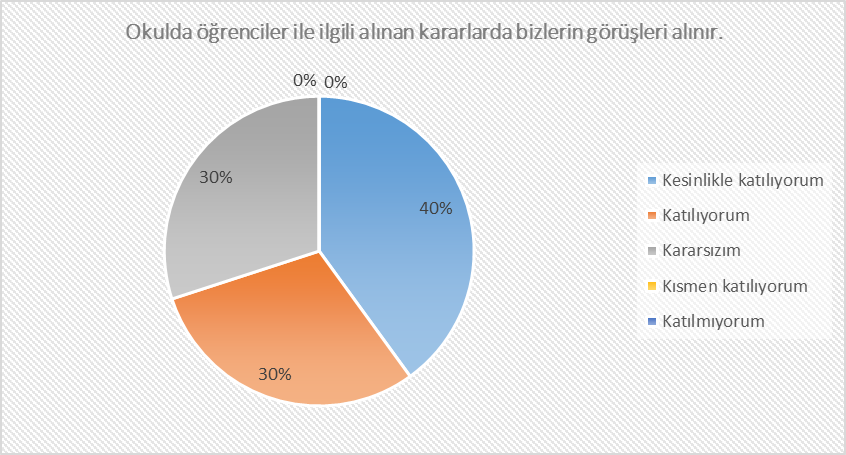 Okulda öğrenciler ile ilgili alınan kararlarda bizlerin görüşleri alınır.
0% 0%
30%
40%
30%
Kesinlikle katılıyorum
Katılıyorum
Kararsızım
Kısmen katılıyorum
Katılmıyorum